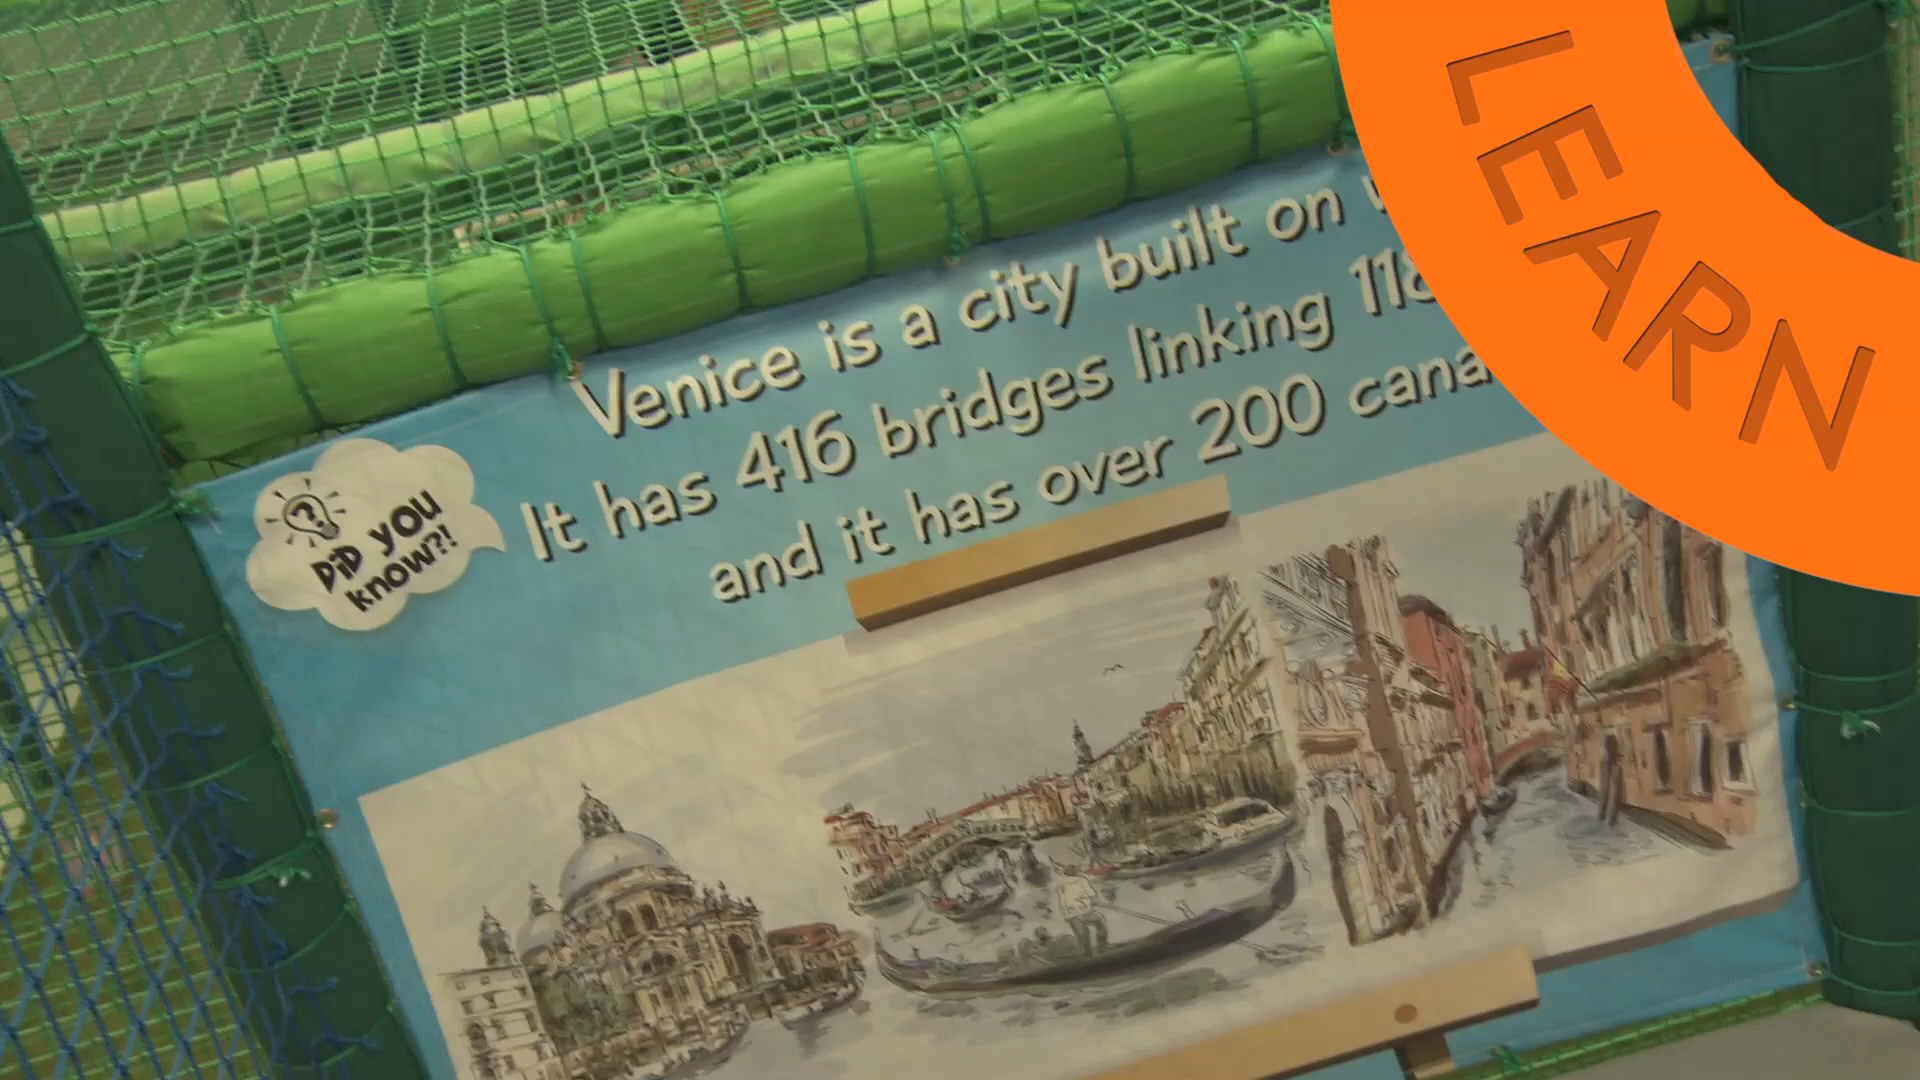 LEARN
Venice is a city built on
It has 416 bridges linking
and it has over 200
DiD you
know?!